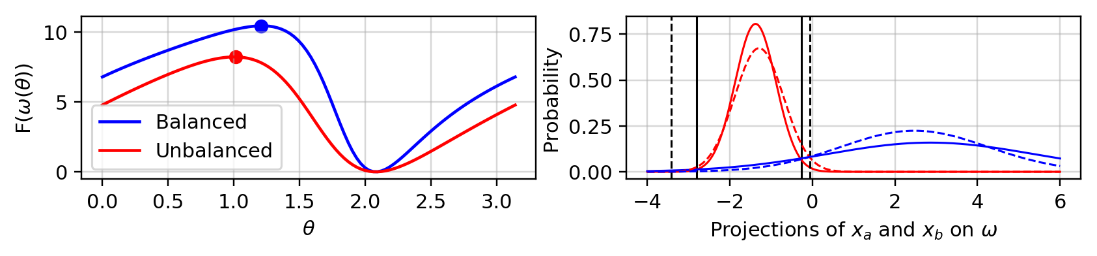 F(ω(θ))
10
5
0
Balanced
Unbalanced
0.0 0.5 1.0 1.5 2.0 2.5 3.0
θ
Probability
0.75
0.50
0.25
0.00
−4 −2 0 2 4 6
Projections of xₐ and x_b on ω